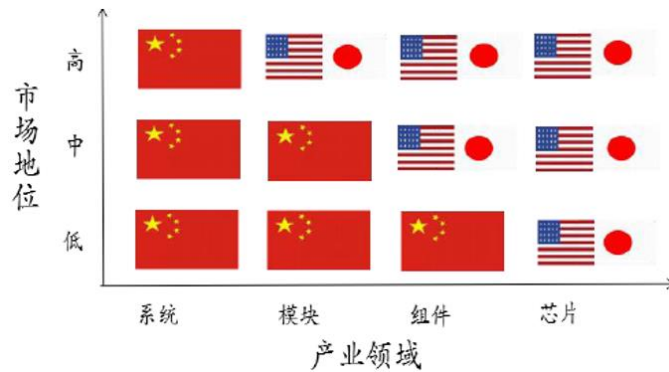 市场地位
高
中
低
系统
模块
组件
芯片
产业领域